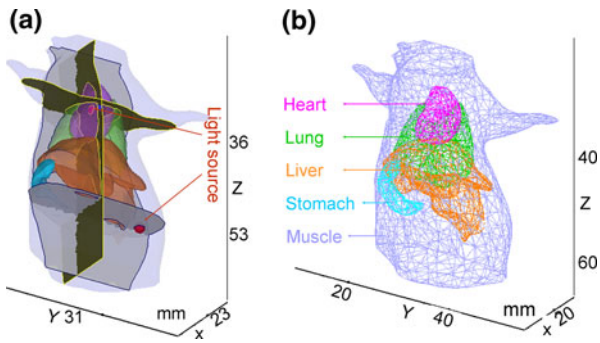 (a)
Light source
36
Z
53
mm
Y 31
x 23
(b)
Heart
Lung
Liver
Stomach
Muscle
40
Z
60
20
Y
40
mm
x 20